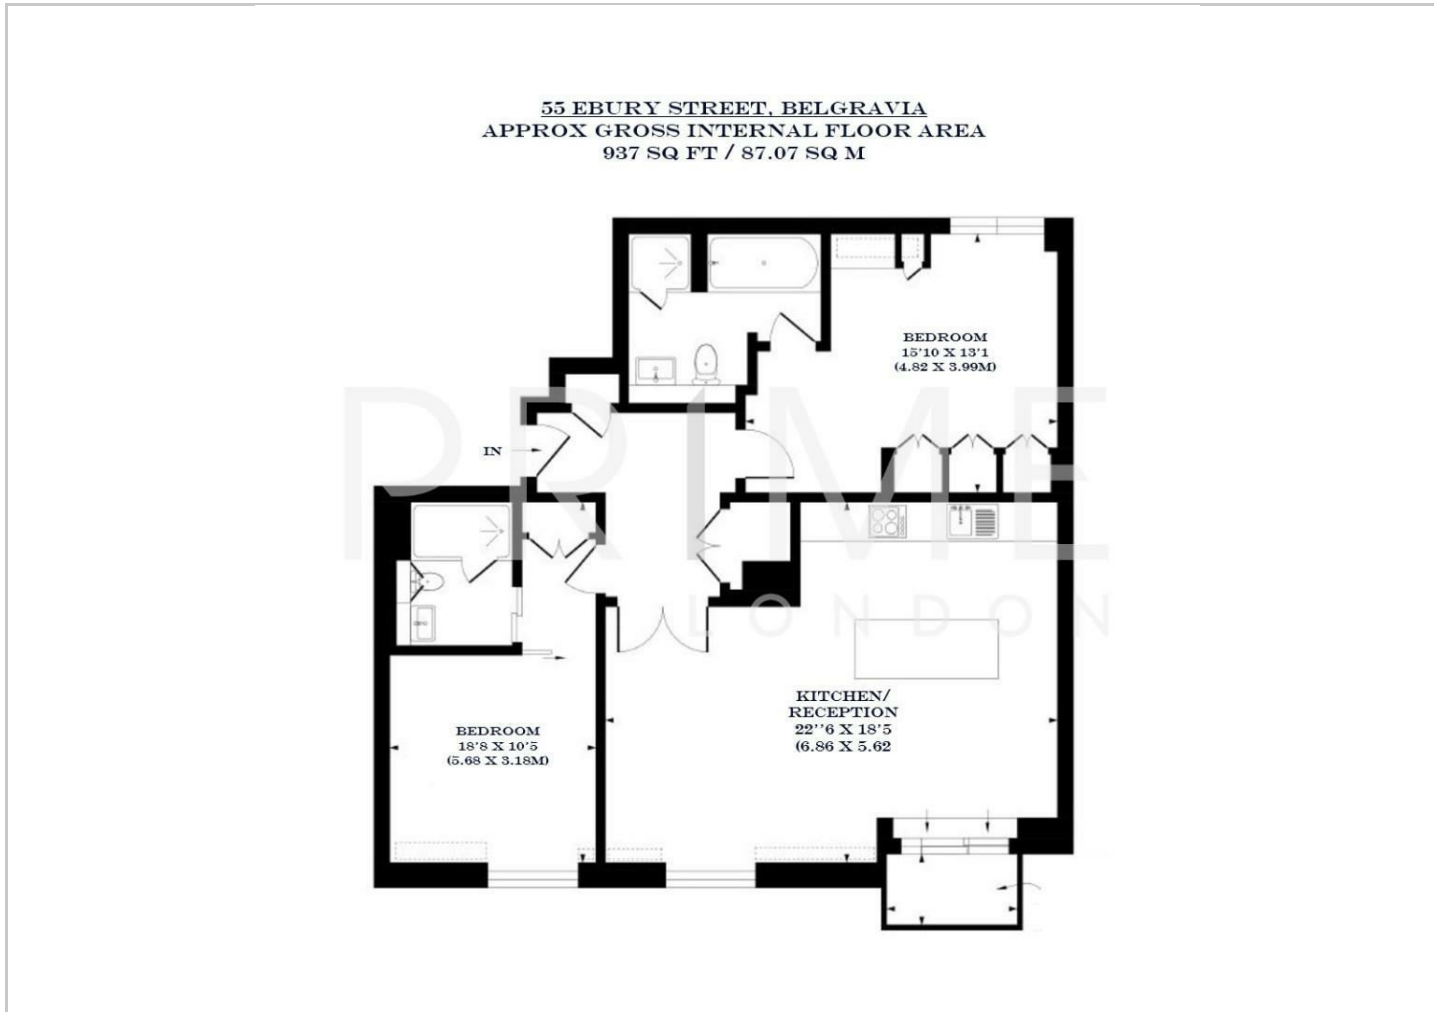 55 EBURY STREET, BELGRAVIA
APPROX GROSS INTERNAL FLOOR AREA
937 SQ FT / 87.07 SQ M
BEDROOM
15'10 X 13'1
(4.82 X 3.99M)
PRIME
IN
LONDON
KITCHEN/
RECEPTION
22''6 X 18'5
(6.86 X 5.62
BEDROOM
18'8 X 10'5
(5.68 X 3.18M)